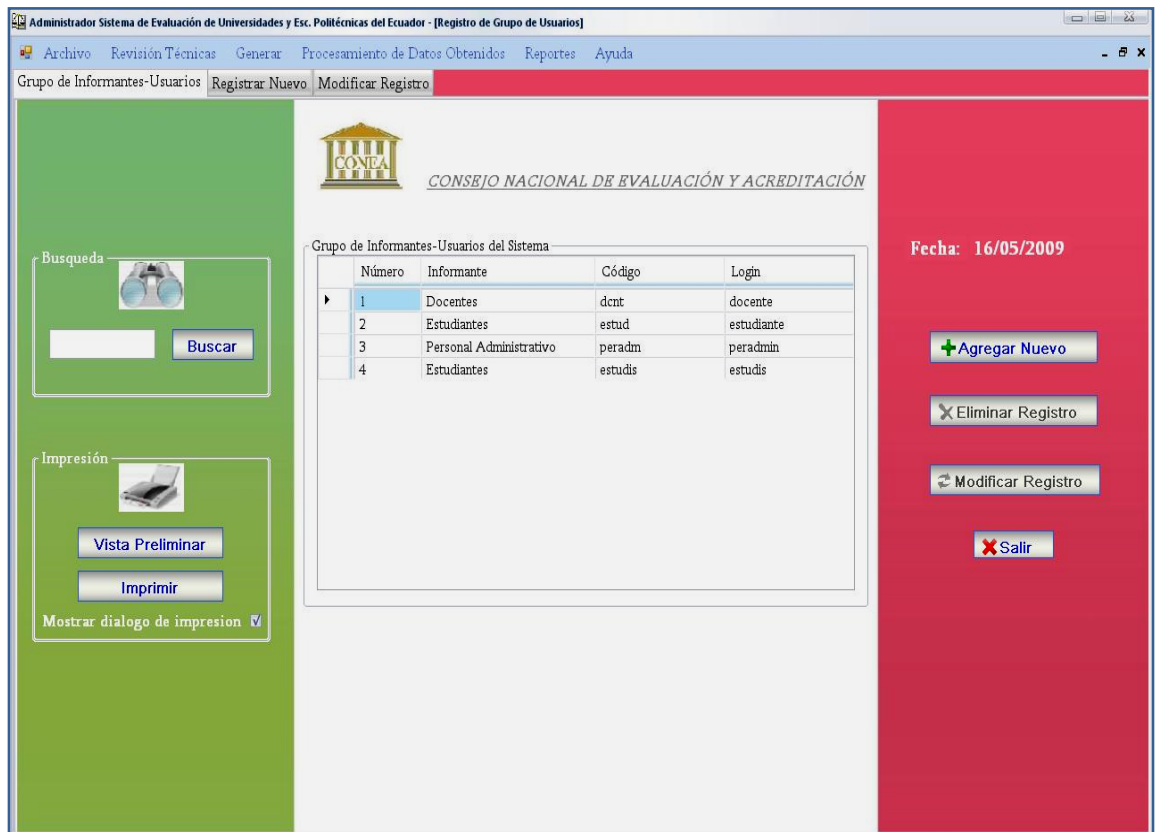 Administrador Sistema de Evaluación de Universidades y Esc. Politécnicas del Ecuador - [Registro de Grupo de Usuarios]
Archivo Revisión Técnicas Generar Procesamiento de Datos Obtenidos Reportes Ayuda
Grupo de Informantes-Usuarios Registrar Nuevo Modificar Registro
CONEA
CONSEJO NACIONAL DE EVALUACIÓN Y ACREDITACIÓN
Busqueda
Buscar
Impresión
Vista Preliminar
Imprimir
Mostrar dialogo de impresion
Grupo de Informantes-Usuarios del Sistema
Número Informante Código Login
1 Docentes dcnt docente
2 Estudiantes estud estudiante
3 Personal Administrativo peradm peradmin
4 Estudiantes estudis estudis
Fecha: 16/05/2009
Agregar Nuevo
Eliminar Registro
Modificar Registro
Salir